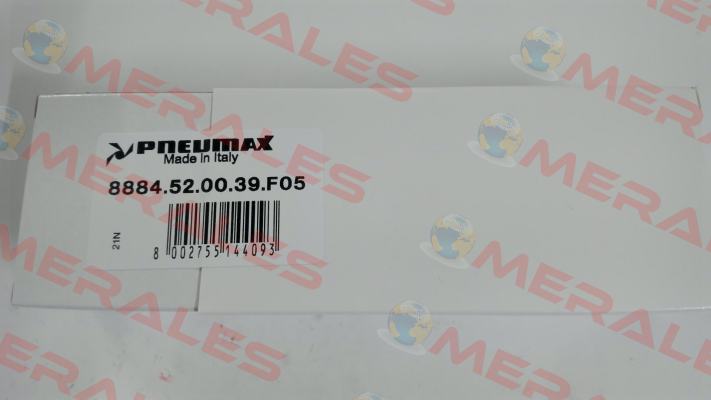 PNEUMAX
Made in Italy
8884.52.00.39.F05
21N
8 002755 144093
MERALES
MERALES
MERALES
MERALES
MERALES
MERALES